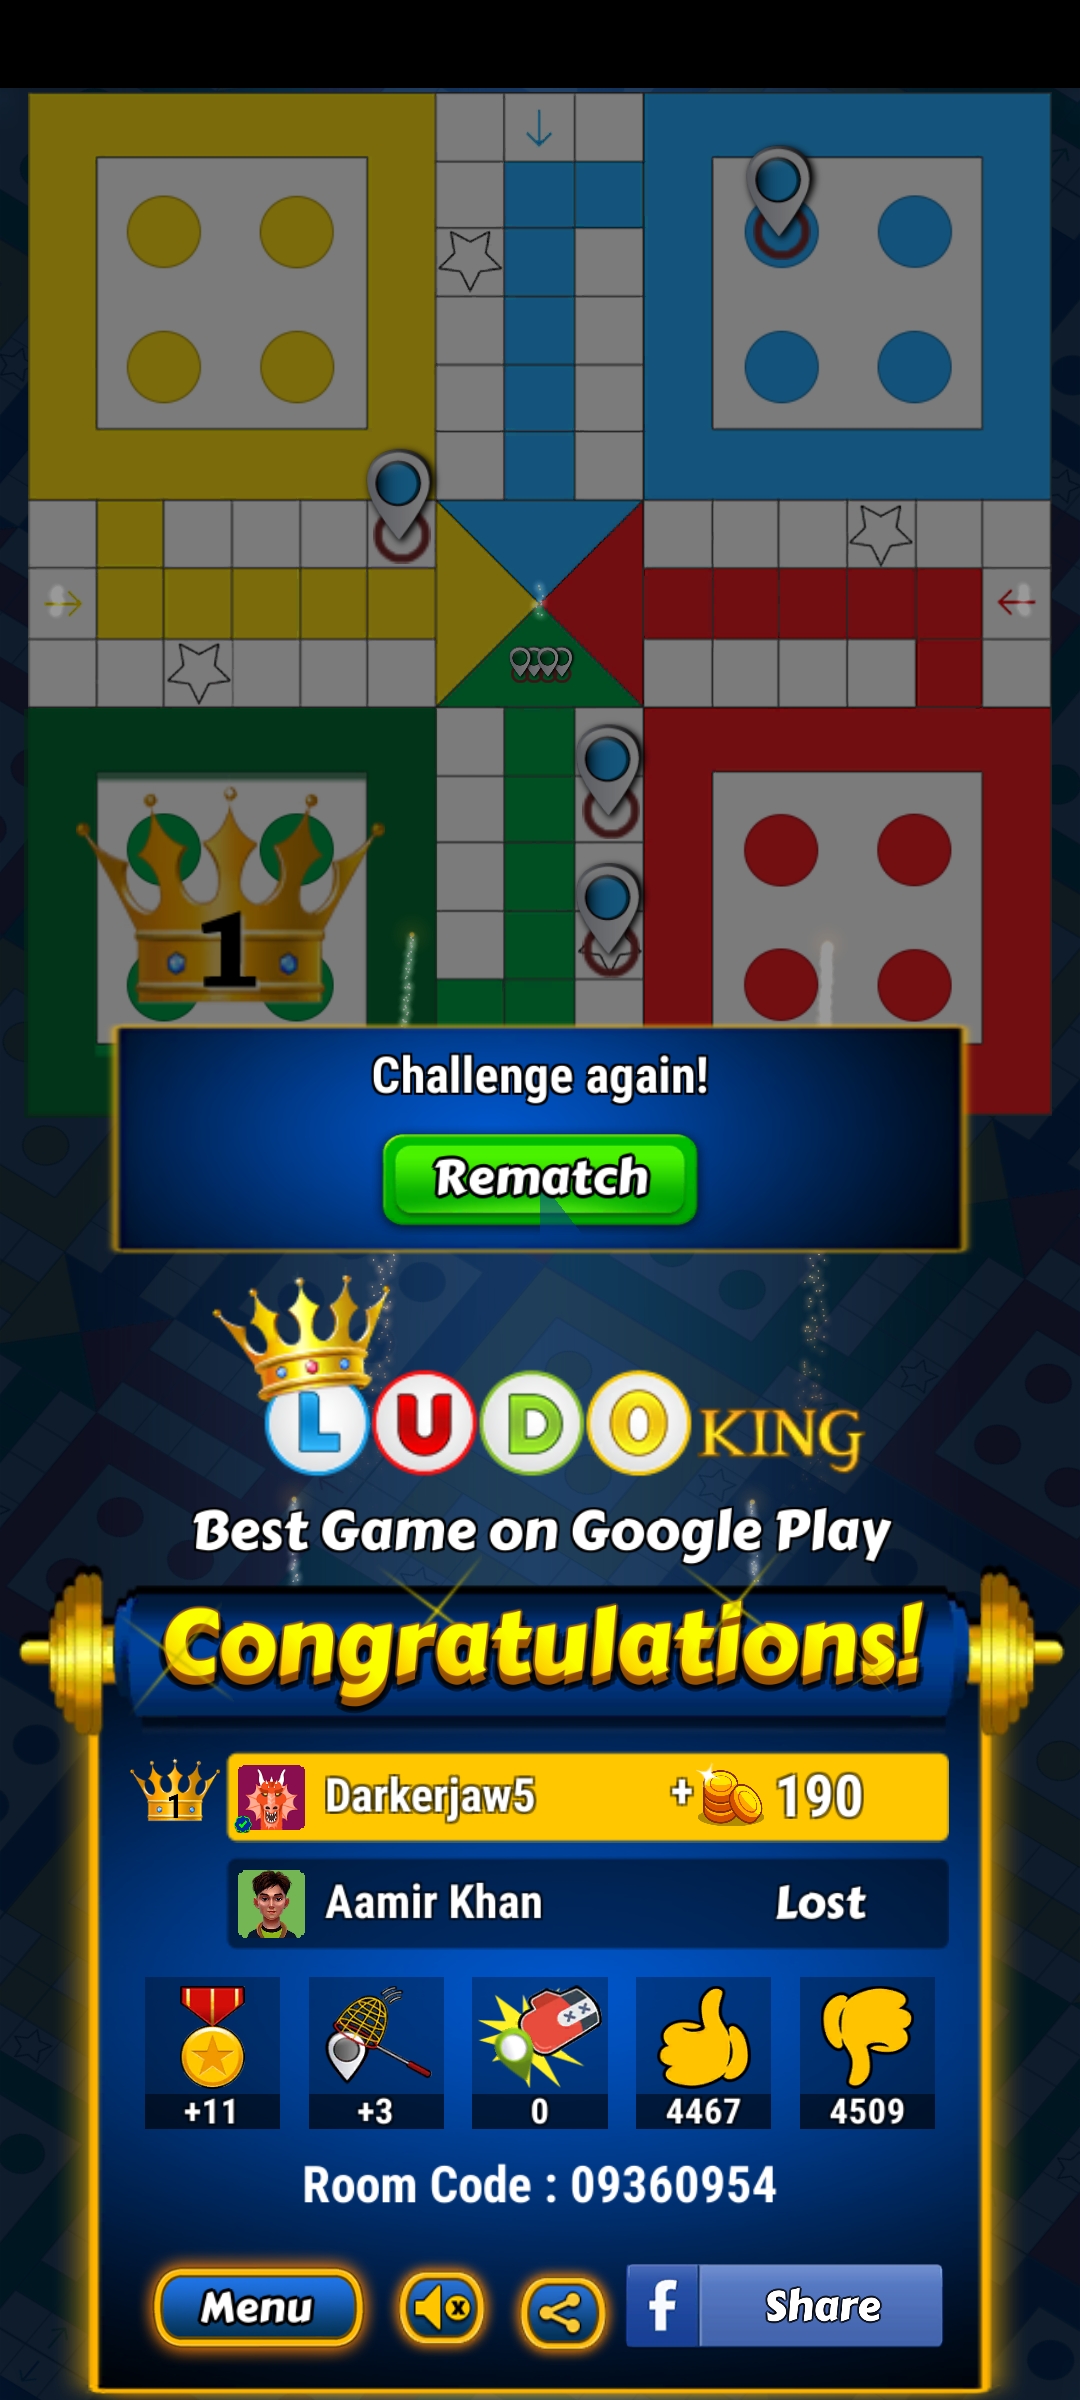 1
Challenge again!
Rematch
LUDO KING
Best Game on Google Play
Congratulations!
1 Darkerjaw5 + 190
Aamir Khan Lost
+11 +3 0 4467 4509
Room Code : 09360954
Menu x f Share